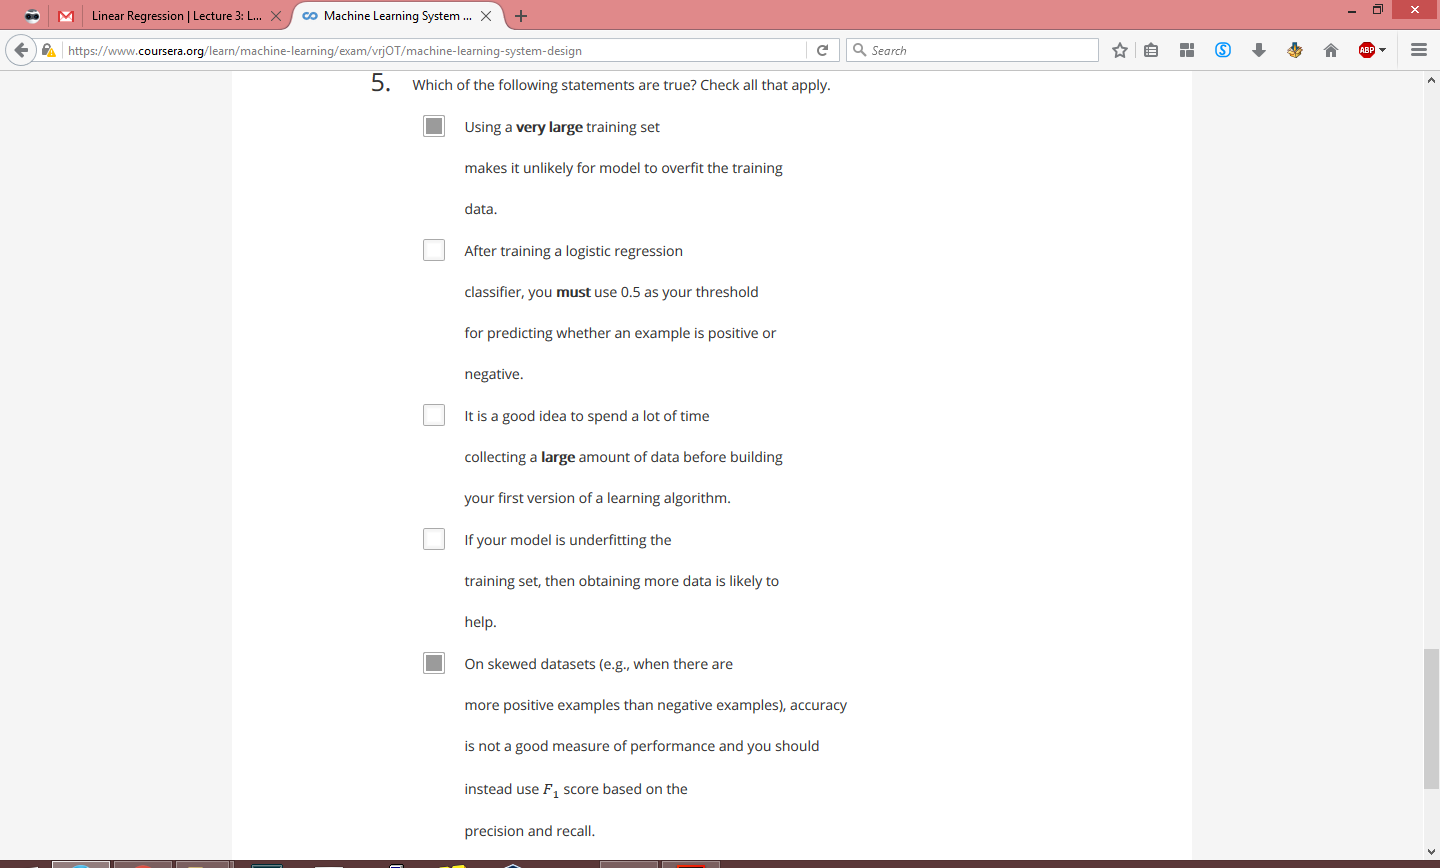 Linear Regression | Lecture 3: L...
Machine Learning System ...
https://www.coursera.org/learn/machine-learning/exam/vrjOT/machine-learning-system-design
Search
ABP
5. Which of the following statements are true? Check all that apply.
Using a very large training set
makes it unlikely for model to overfit the training
data.
After training a logistic regression
classifier, you must use 0.5 as your threshold
for predicting whether an example is positive or
negative.
It is a good idea to spend a lot of time
collecting a large amount of data before building
your first version of a learning algorithm.
If your model is underfitting the
training set, then obtaining more data is likely to
help.
On skewed datasets (e.g., when there are
more positive examples than negative examples), accuracy
is not a good measure of performance and you should
instead use F₁ score based on the
precision and recall.